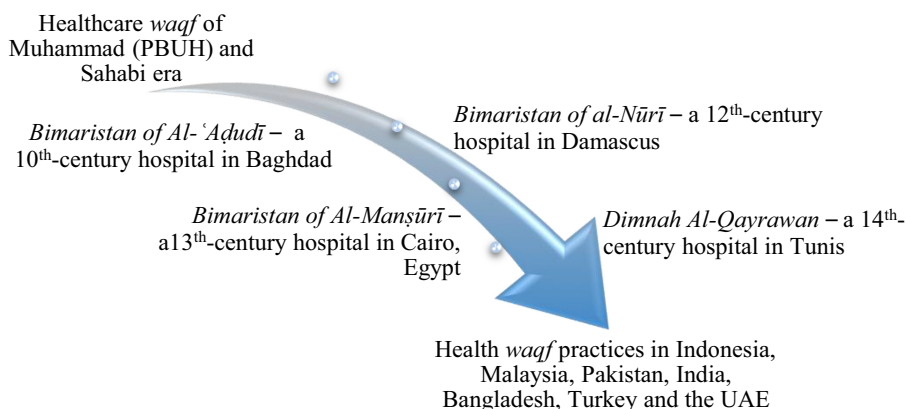 Healthcare waqf of
Muhammad (PBUH) and
Sahabi era
Bimaristan of Al-ʿAḍudī – a
10th-century hospital in Baghdad
Bimaristan of al-Nūrī – a 12th-century
hospital in Damascus
Bimaristan of Al-Manṣūrī –
a13th-century hospital in Cairo,
Egypt
Dimnah Al-Qayrawan – a 14th-
century hospital in Tunis
Health waqf practices in Indonesia,
Malaysia, Pakistan, India,
Bangladesh, Turkey and the UAE